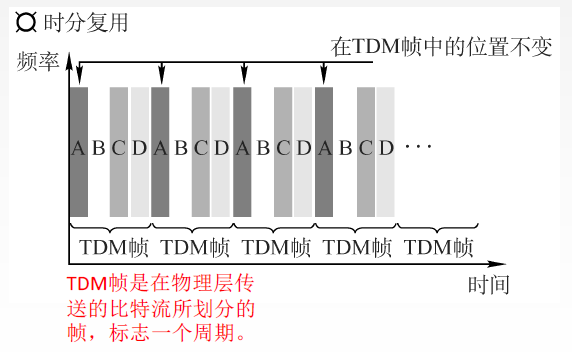 时分复用
在TDM帧中的位置不变
频率
A B C D A B C D A B C D A B C D ···
TDM帧 TDM帧 TDM帧 TDM帧 TDM帧
时间
TDM帧是在物理层传
送的比特流所划分的
帧，标志一个周期。